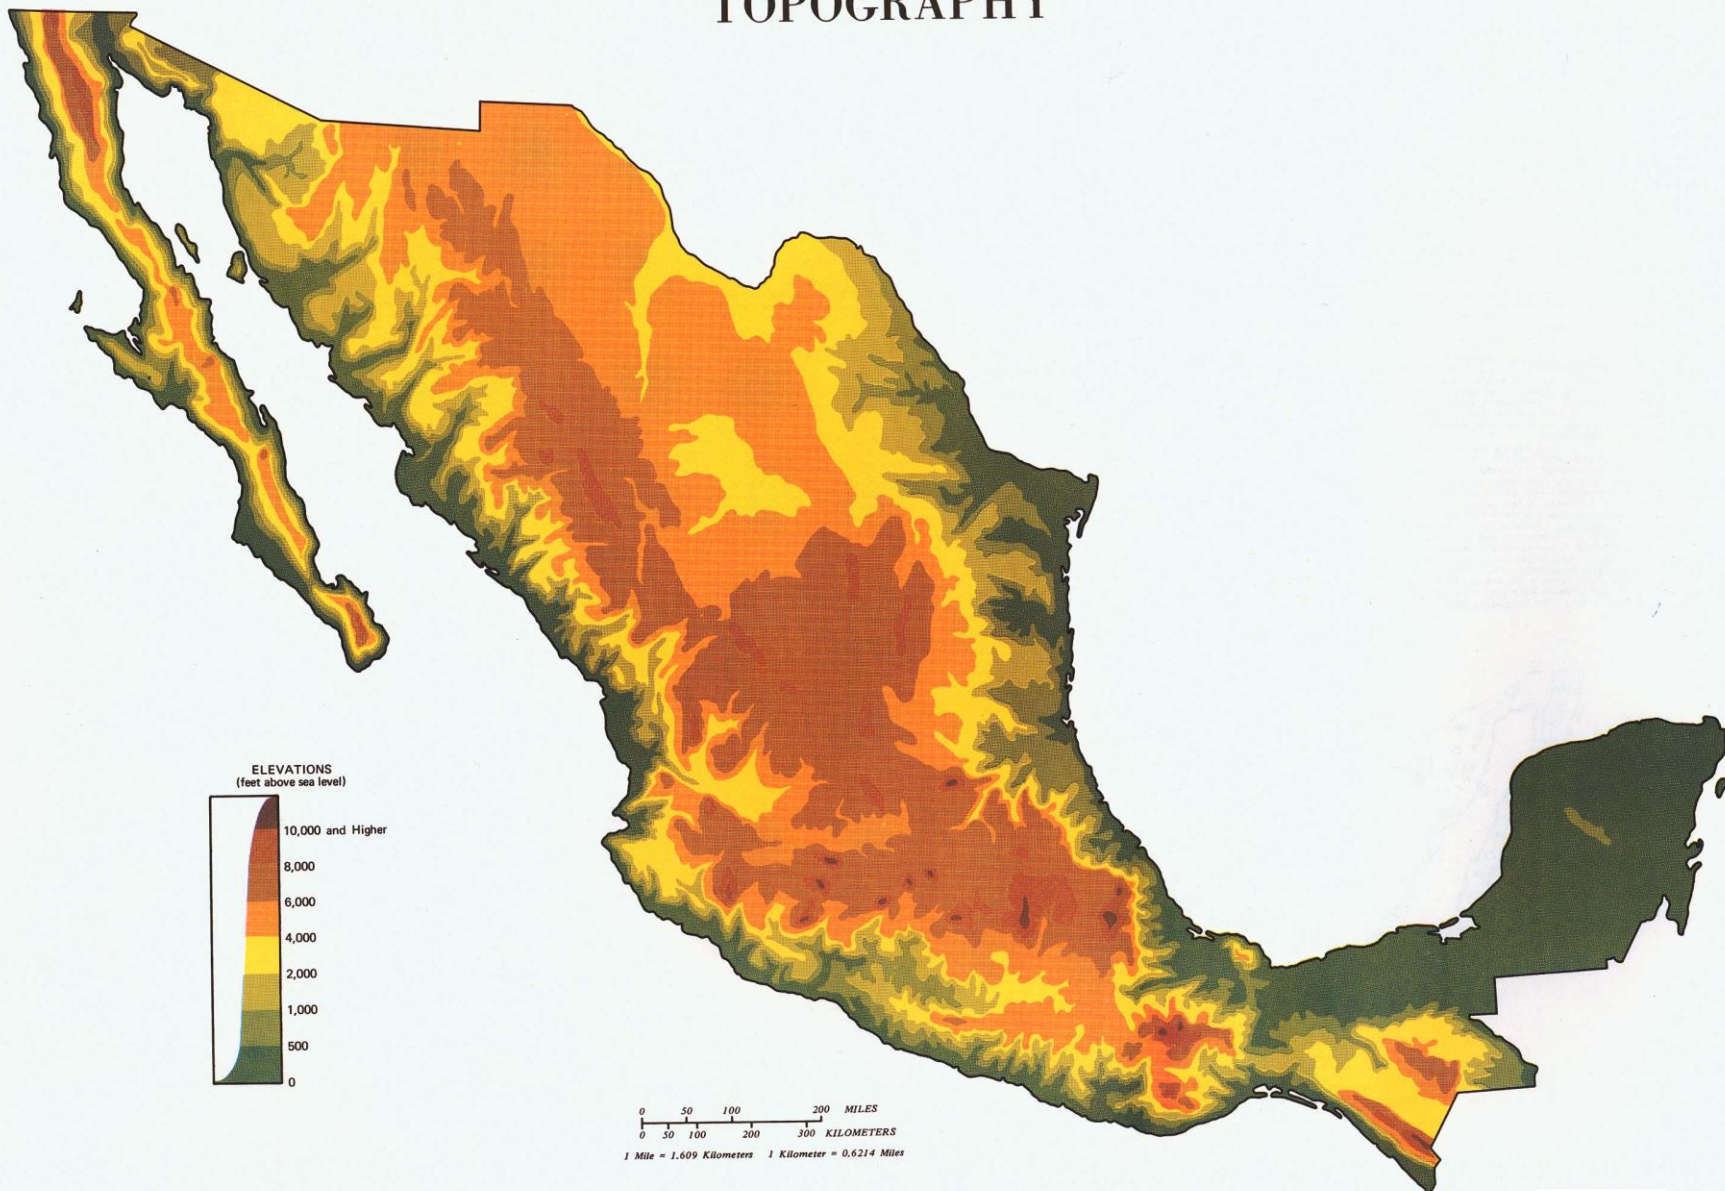 TOPOGRAPHY
ELEVATIONS
(feet above sea level)
10,000 and Higher
8,000
6,000
4,000
2,000
1,000
500
0
0 50 100 200 MILES
0 50 100 200 300 KILOMETERS
1 Mile = 1.609 Kilometers 1 Kilometer = 0.6214 Miles